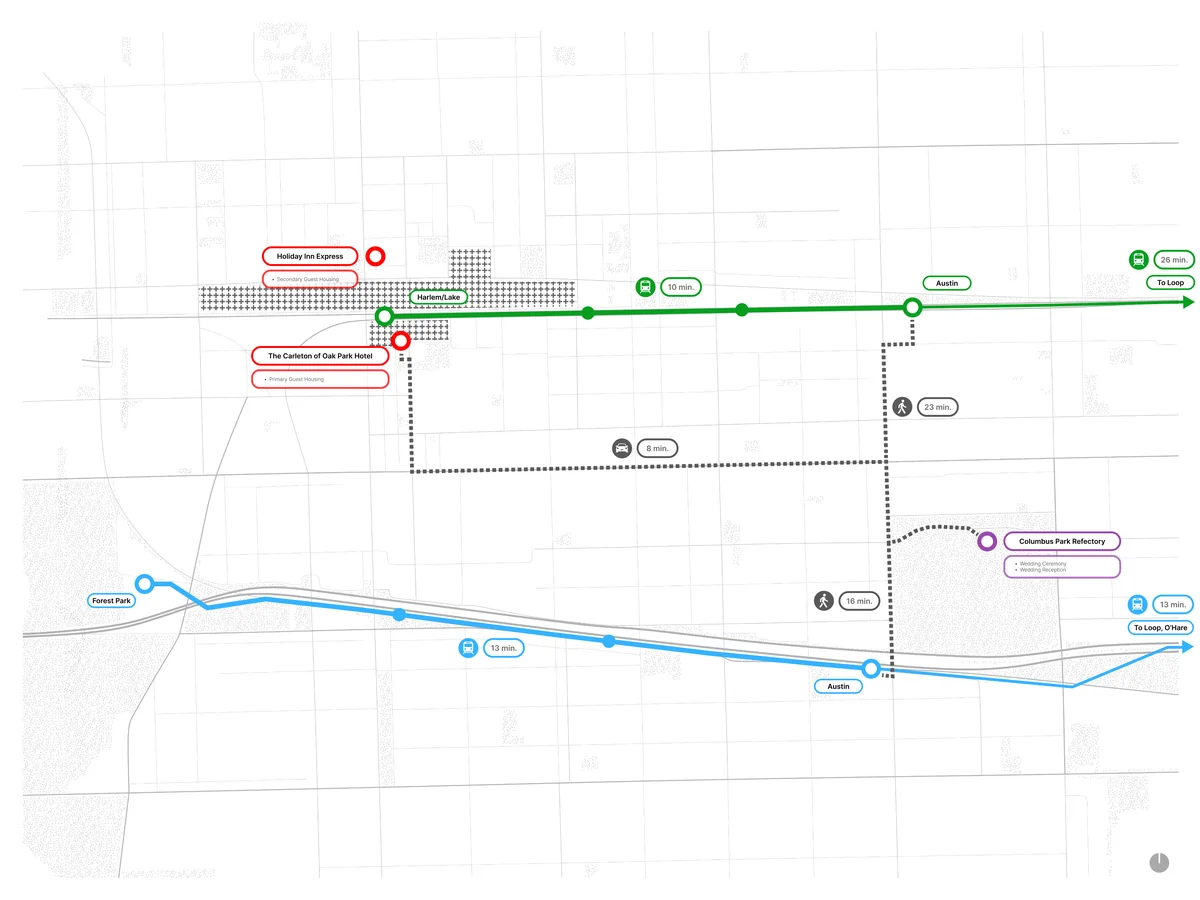 Holiday Inn Express
• Secondary Guest Housing
Harlem/Lake
10 min.
Austin
26 min.
To Loop
The Carleton of Oak Park Hotel
• Primary Guest Housing
23 min.
8 min.
Columbus Park Refectory
• Wedding Ceremony
• Wedding Reception
Forest Park
16 min.
13 min.
To Loop, O'Hare
13 min.
Austin